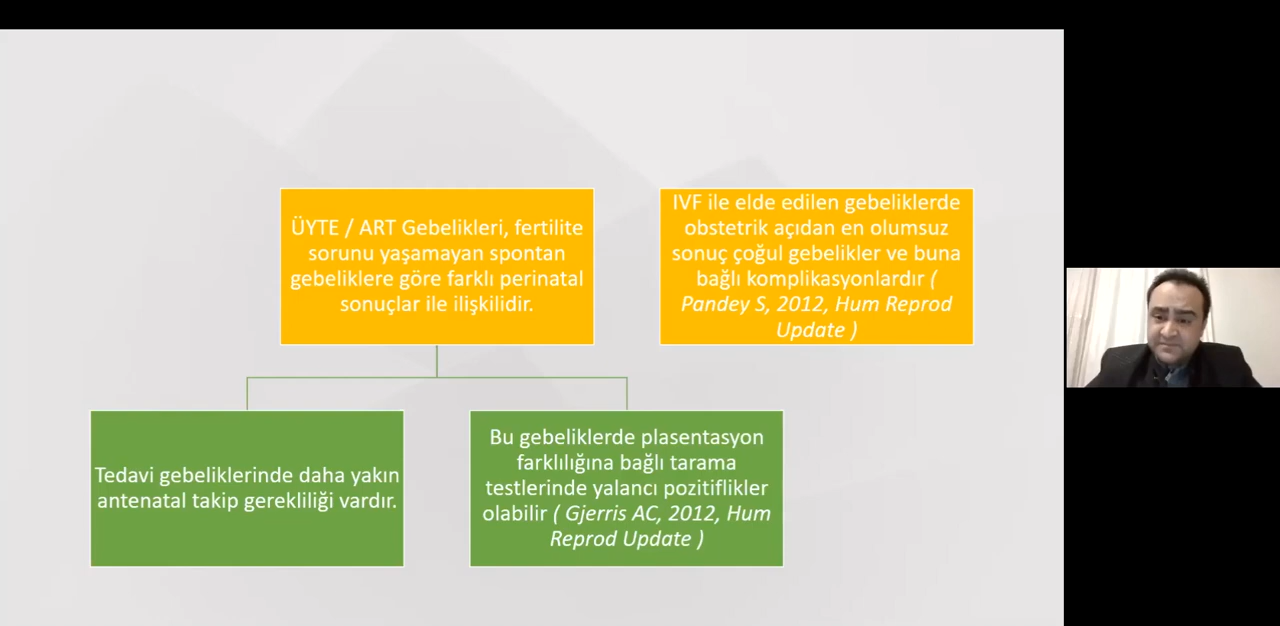 ÜYTE / ART Gebelikleri, fertilite
sorunu yaşamayan spontan
gebeliklere göre farklı perinatal
sonuçlar ile ilişkilidir.
IVF ile elde edilen gebeliklerde
obstetrik açıdan en olumsuz
sonuç çoğul gebelikler ve buna
bağlı komplikasyonlardır (
Pandey S, 2012, Hum Reprod
Update )
Tedavi gebeliklerinde daha yakın
antenatal takip gerekliliği vardır.
Bu gebeliklerde plasentasyon
farklılığına bağlı tarama
testlerinde yalancı pozitiflikler
olabilir ( Gjerris AC, 2012, Hum
Reprod Update )